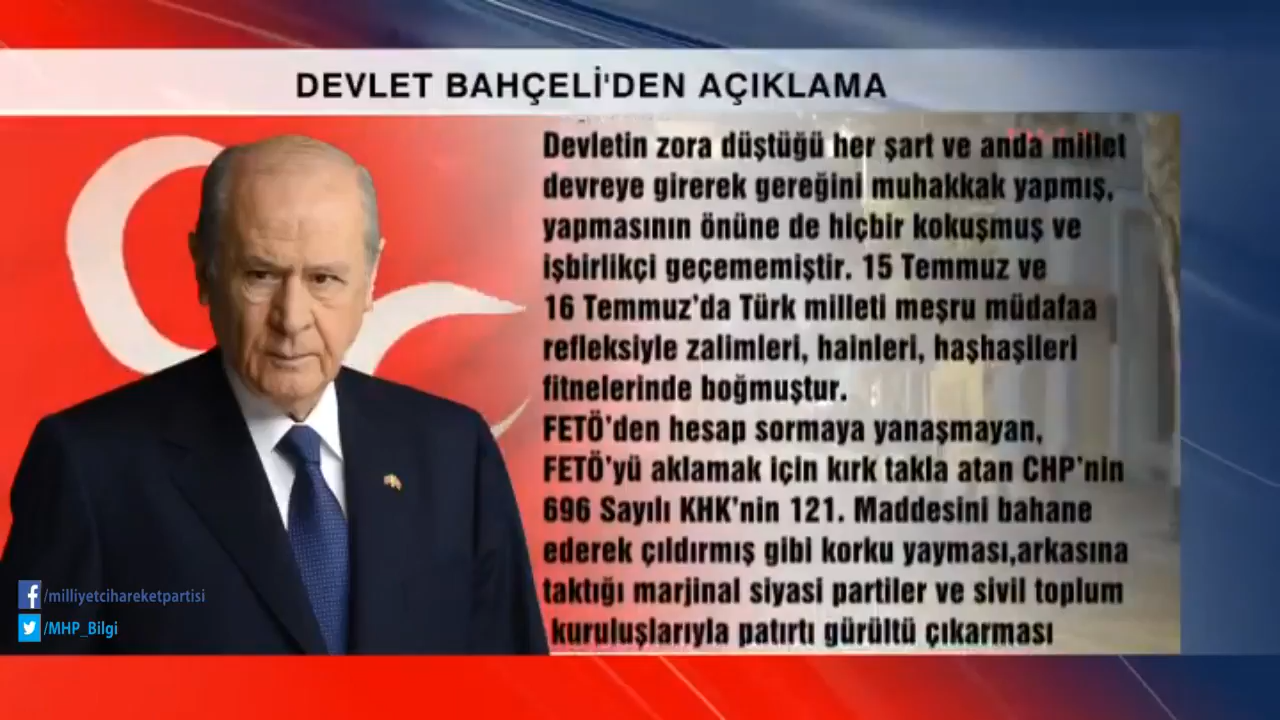 DEVLET BAHÇELİ'DEN AÇIKLAMA
Devletin zora düştüğü her şart ve anda millet
devreye girerek gereğini muhakkak yapmış,
yapmasının önüne de hiçbir kokuşmuş ve
işbirlikçi geçememiştir. 15 Temmuz ve
16 Temmuz'da Türk milleti meşru müdafaa
refleksiyle zalimleri, hainleri, haşhaşileri
fitnelerinde boğmuştur.
FETÖ'den hesap sormaya yanaşmayan,
FETÖ'yü aklamak için kırk takla atan CHP'nin
696 Sayılı KHK'nin 121. Maddesini bahane
ederek çıldırmış gibi korku yayması,arkasına
taktığı marjinal siyasi partiler ve sivil toplum
kuruluşlarıyla patırtı gürültü çıkarması
/milliyetcihareketpartisi
/MHP_Bilgi